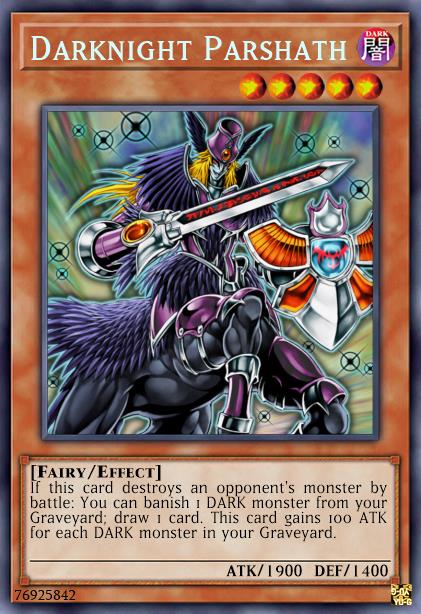 Darknight Parshath
DARK
闇
[Fairy/Effect]
If this card destroys an opponent's monster by
battle: You can banish 1 DARK monster from your
Graveyard; draw 1 card. This card gains 100 ATK
for each DARK monster in your Graveyard.
ATK/1900 DEF/1400
76925842